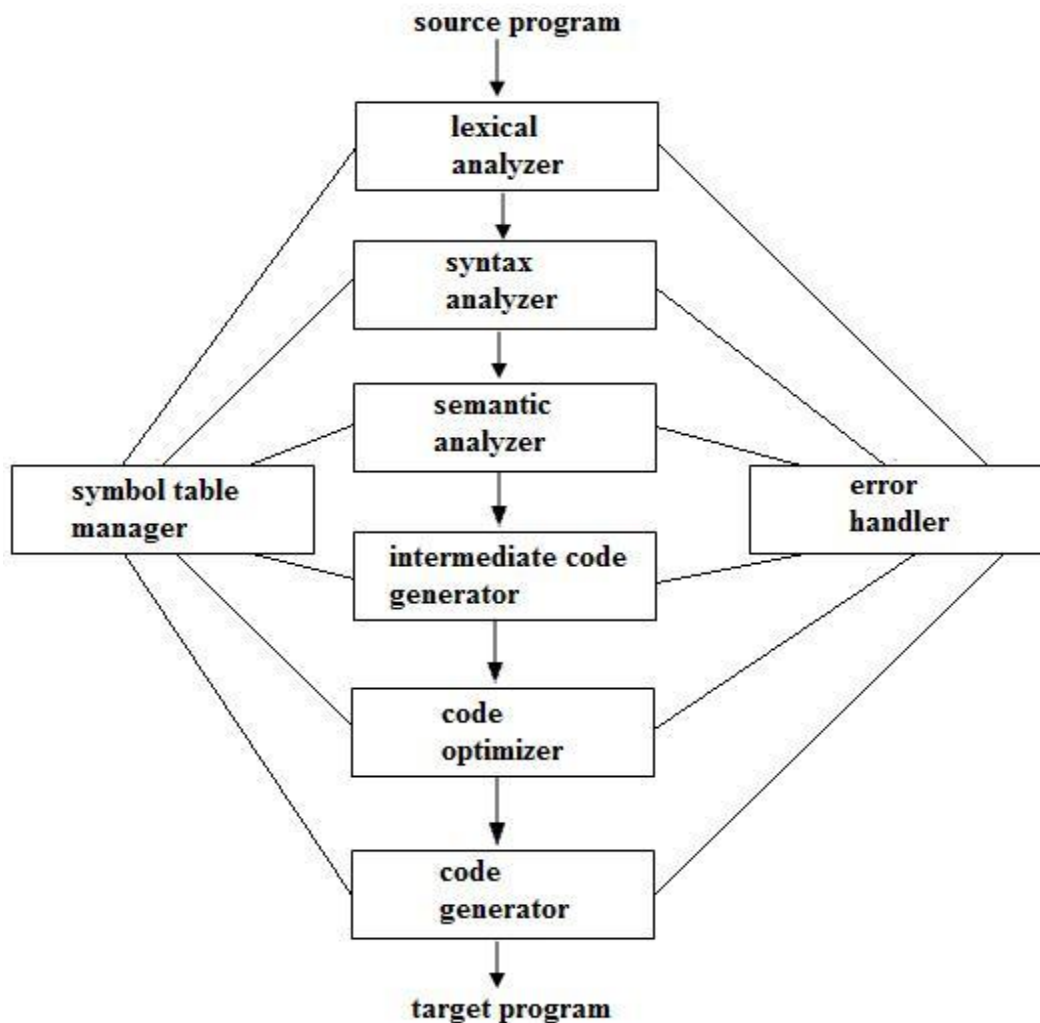 source program
lexical
analyzer
syntax
analyzer
semantic
analyzer
symbol table
manager
error
handler
intermediate code
generator
code
optimizer
code
generator
target program